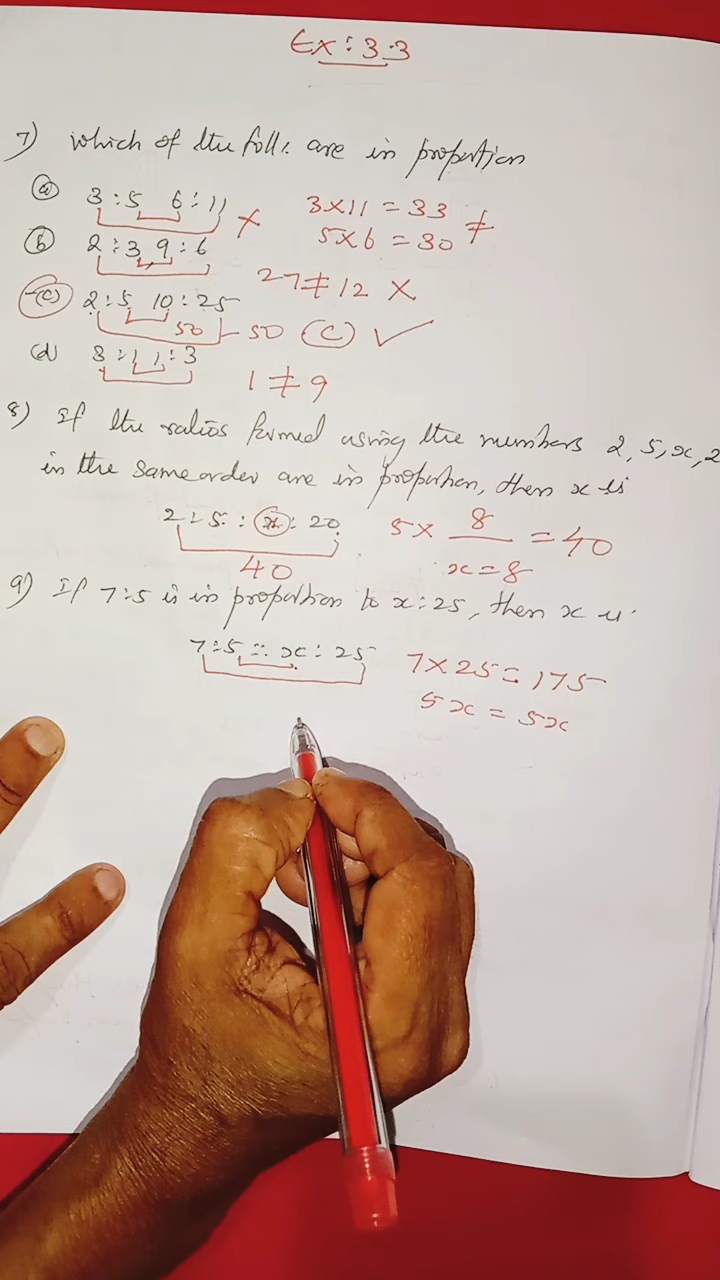 Ex: 3.3
7) which of the foll: are in proportion
(a) 3:5 6:11 × 3×11 = 33
5×6 = 30 ≠
(b) 2:3, 9:6 27 ≠ 12 ×
(c) 2:5 10:25
50 50 (c) ✓
(d) 8:1 1:3 1 ≠ 9
8) If the ratios formed using the numbers 2, 5, x, 2
in the same order are in proportion, then x is
2:5 :: x: 20 5 × 8 = 40
40 x = 8
9) If 7:5 is in proportion to x:25, then x is
7:5 :: x: 25 7×25 = 175
5x = 5x